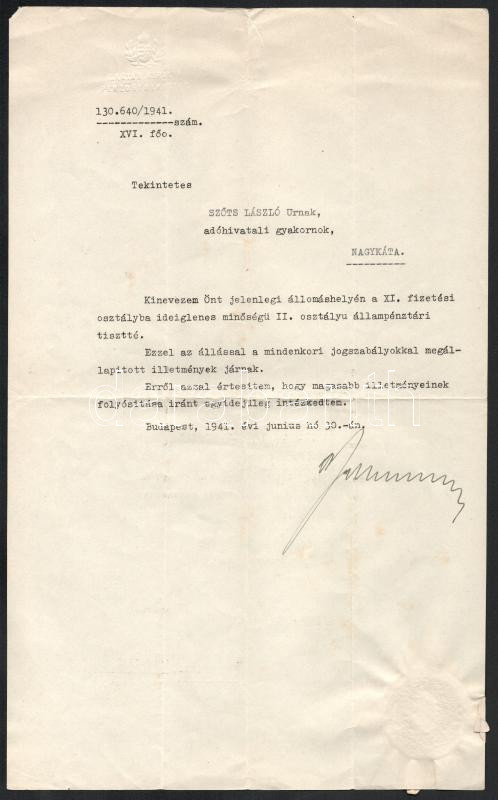 130.640/1941.
szám.
XVI. főo.
Tekintetes
SZŐTS LÁSZLÓ Urnak,
adóhivatali gyakornok,
NAGYKÁTA.
Kinevezem Önt jelenlegi állomáshelyén a XI. fizetési
osztályba ideiglenes minőségü II. osztályu állampénztári
tisztté.
Ezzel az állással a mindenkori jogszabályokkal megál-
lapitott illetmények járnak.
Erről azzal értesitem, hogy magasabb illetményeinek
folyósitása iránt egyidejüleg intézkedtem.
Budapest, 1941. évi junius hó 30.-án.